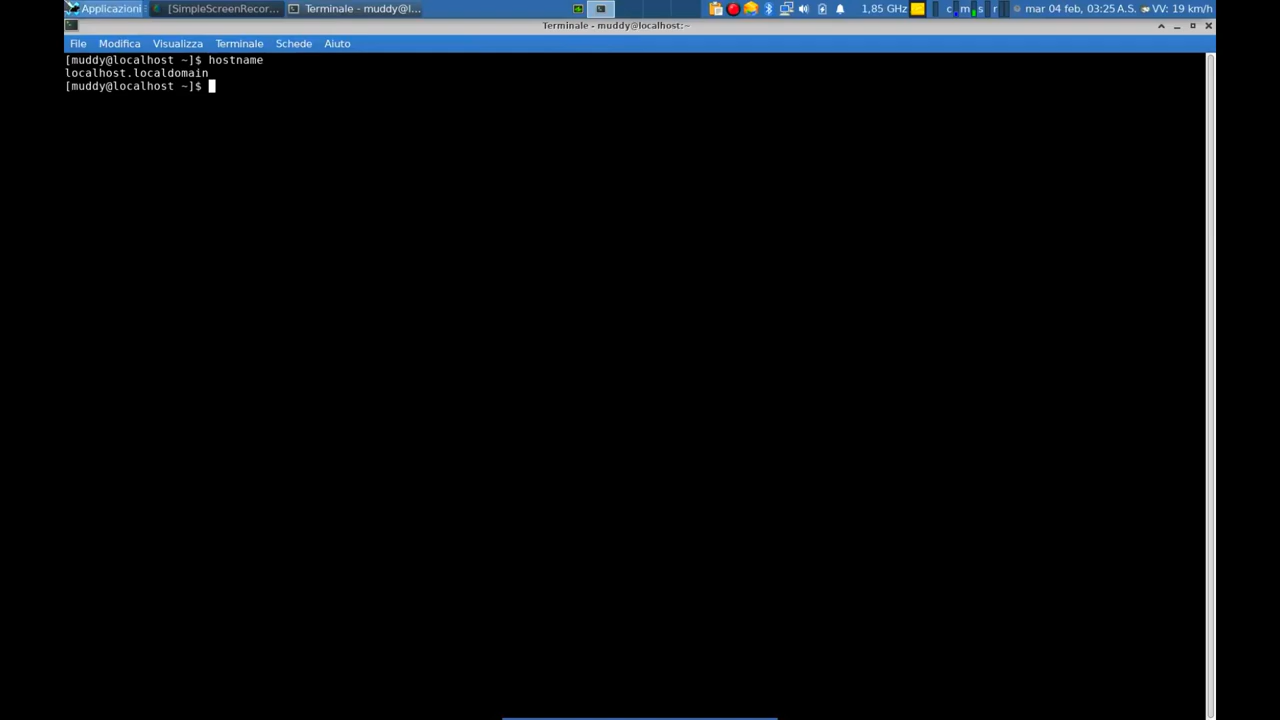 Applicazioni [SimpleScreenRecor... Terminale - muddy@l... 1,85 GHz c m s r mar 04 feb, 03:25 A.S. VV: 19 km/h
Terminale - muddy@localhost:~
File Modifica Visualizza Terminale Schede Aiuto
[muddy@localhost ~]$ hostname
localhost.localdomain
[muddy@localhost ~]$